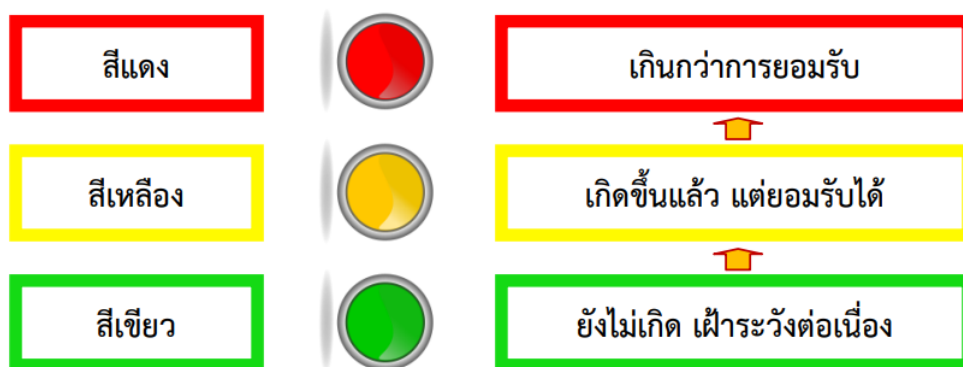 สีแดง
เกินกว่าการยอมรับ
สีเหลือง
เกิดขึ้นแล้ว แต่ยอมรับได้
สีเขียว
ยังไม่เกิด เฝ้าระวังต่อเนื่อง